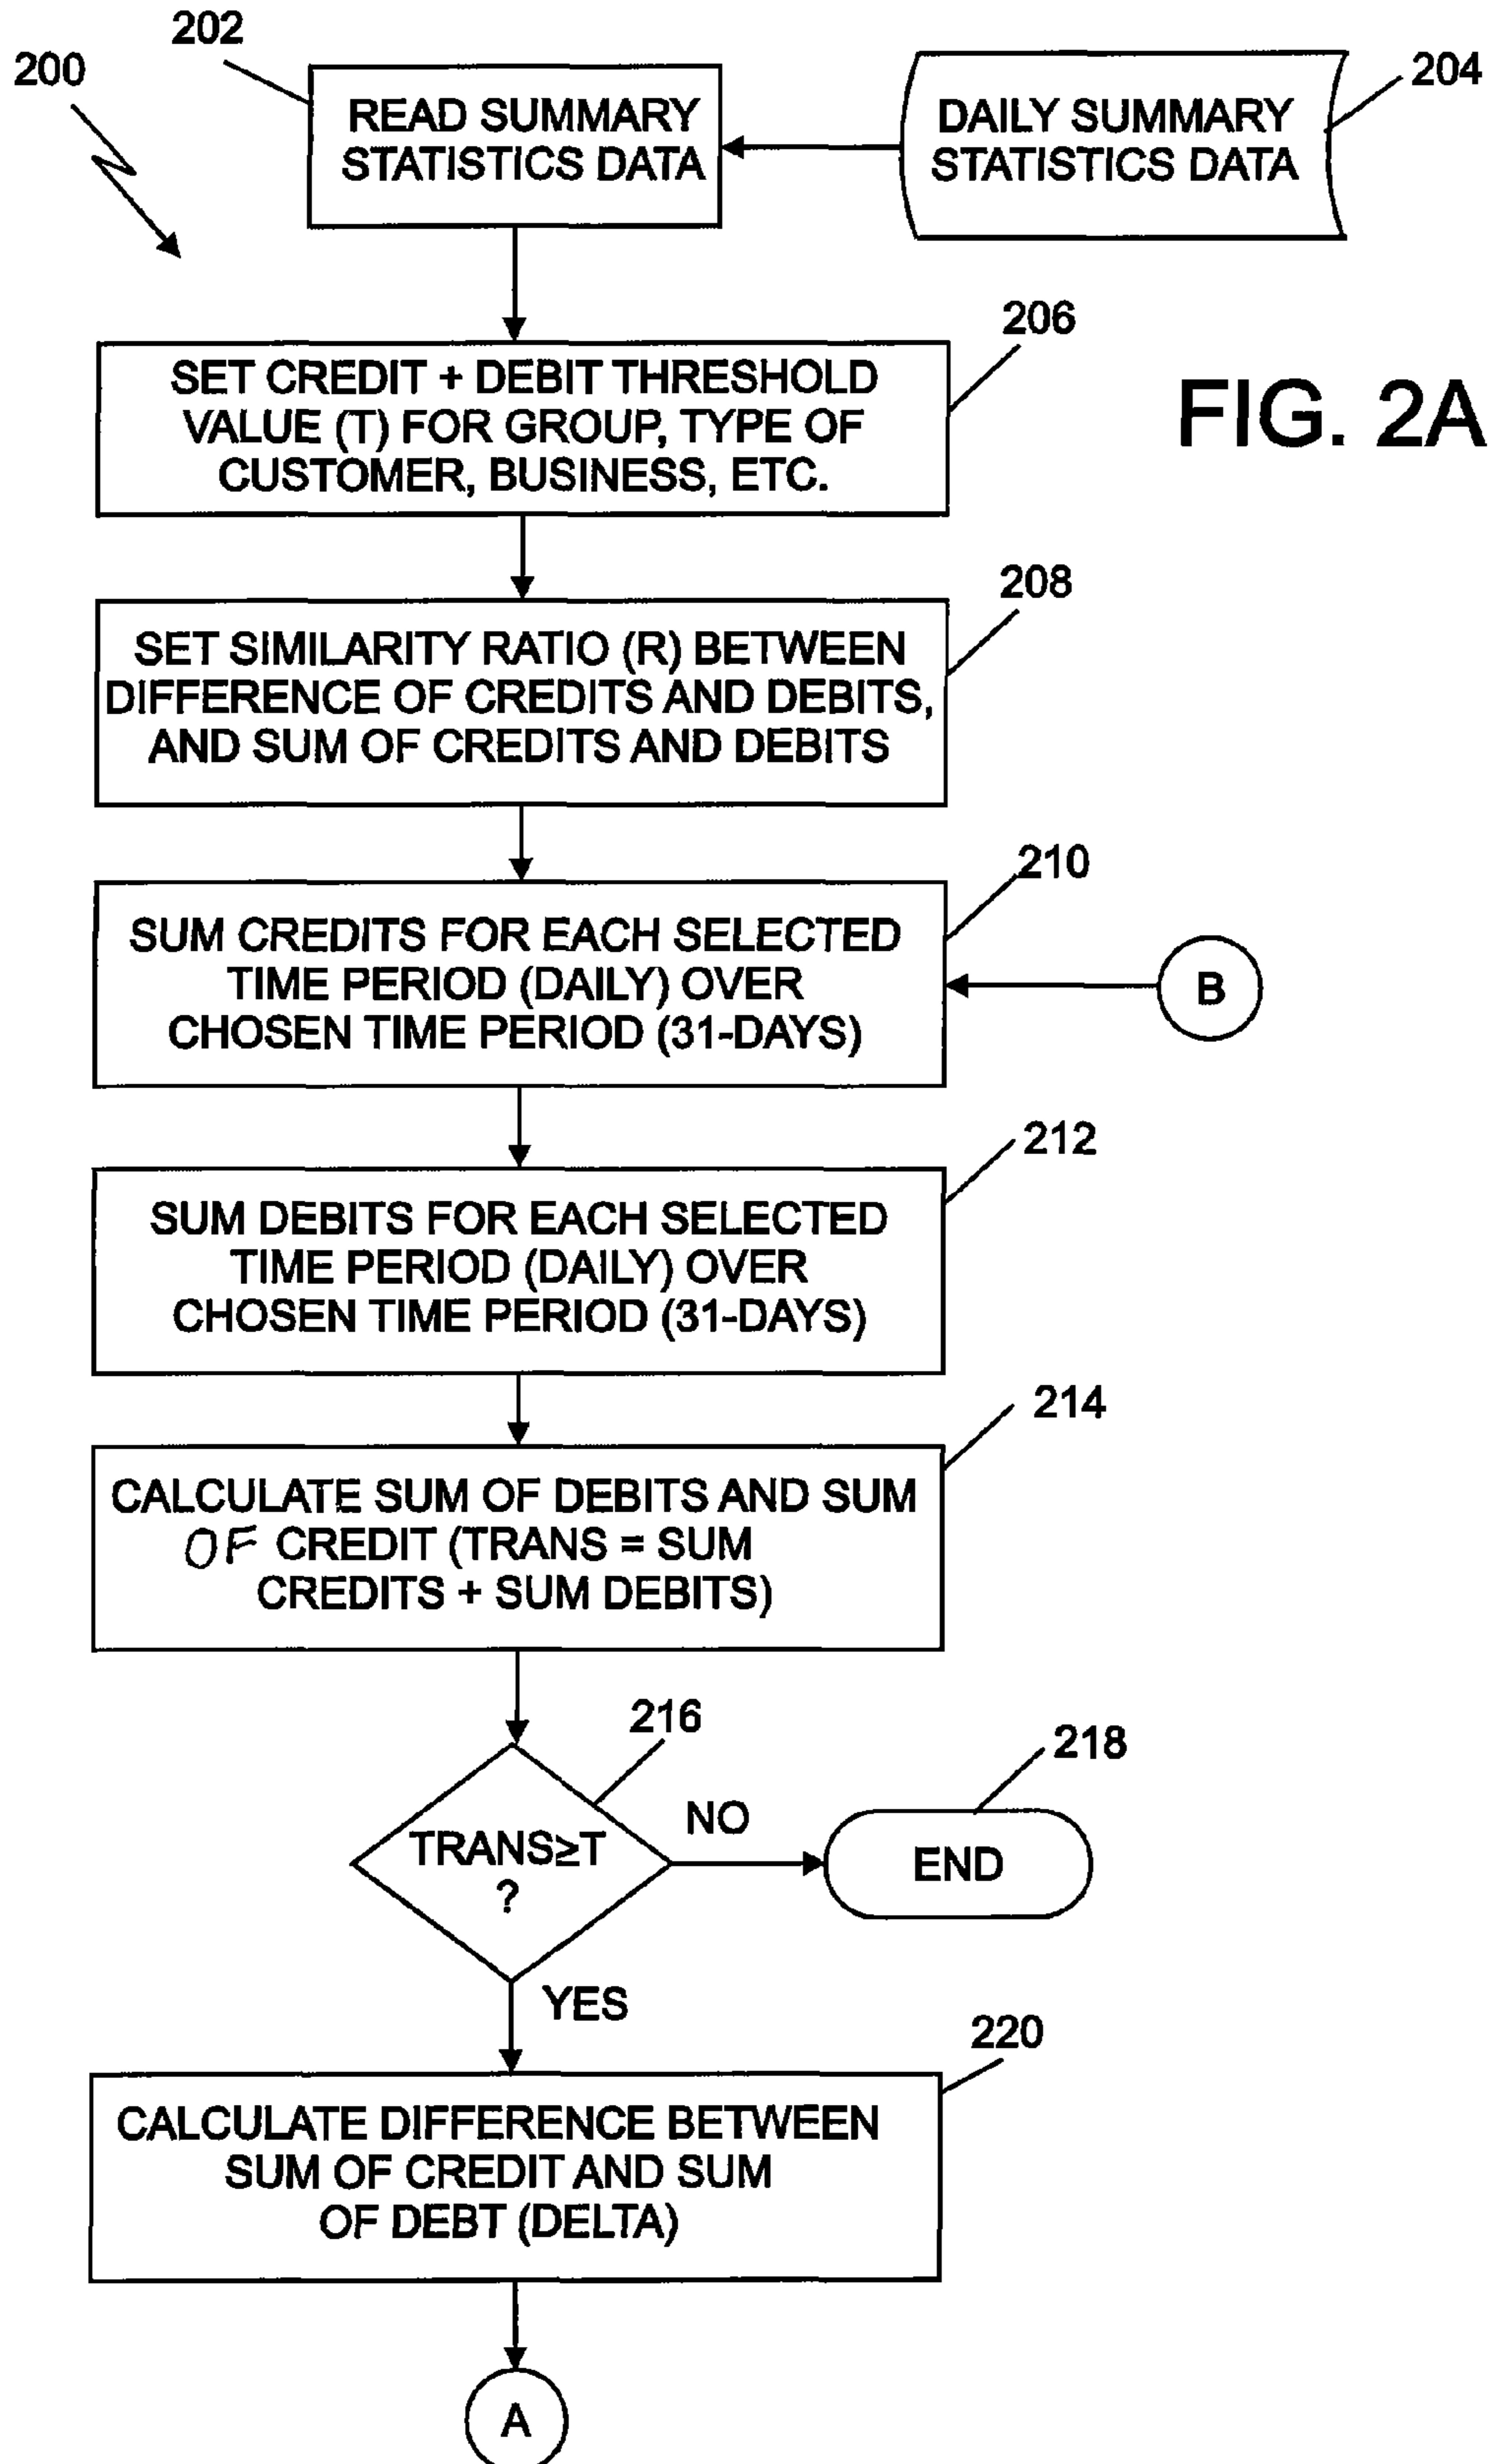 200
202
READ SUMMARY
STATISTICS DATA
DAILY SUMMARY
STATISTICS DATA
204
206
SET CREDIT + DEBIT THRESHOLD
VALUE (T) FOR GROUP, TYPE OF
CUSTOMER, BUSINESS, ETC.
FIG. 2A
208
SET SIMILARITY RATIO (R) BETWEEN
DIFFERENCE OF CREDITS AND DEBITS,
AND SUM OF CREDITS AND DEBITS
210
SUM CREDITS FOR EACH SELECTED
TIME PERIOD (DAILY) OVER
CHOSEN TIME PERIOD (31-DAYS)
B
212
SUM DEBITS FOR EACH SELECTED
TIME PERIOD (DAILY) OVER
CHOSEN TIME PERIOD (31-DAYS)
214
CALCULATE SUM OF DEBITS AND SUM
OF CREDIT (TRANS = SUM
CREDITS + SUM DEBITS)
216
TRANS≥T
?
NO
218
END
YES
220
CALCULATE DIFFERENCE BETWEEN
SUM OF CREDIT AND SUM
OF DEBT (DELTA)
A